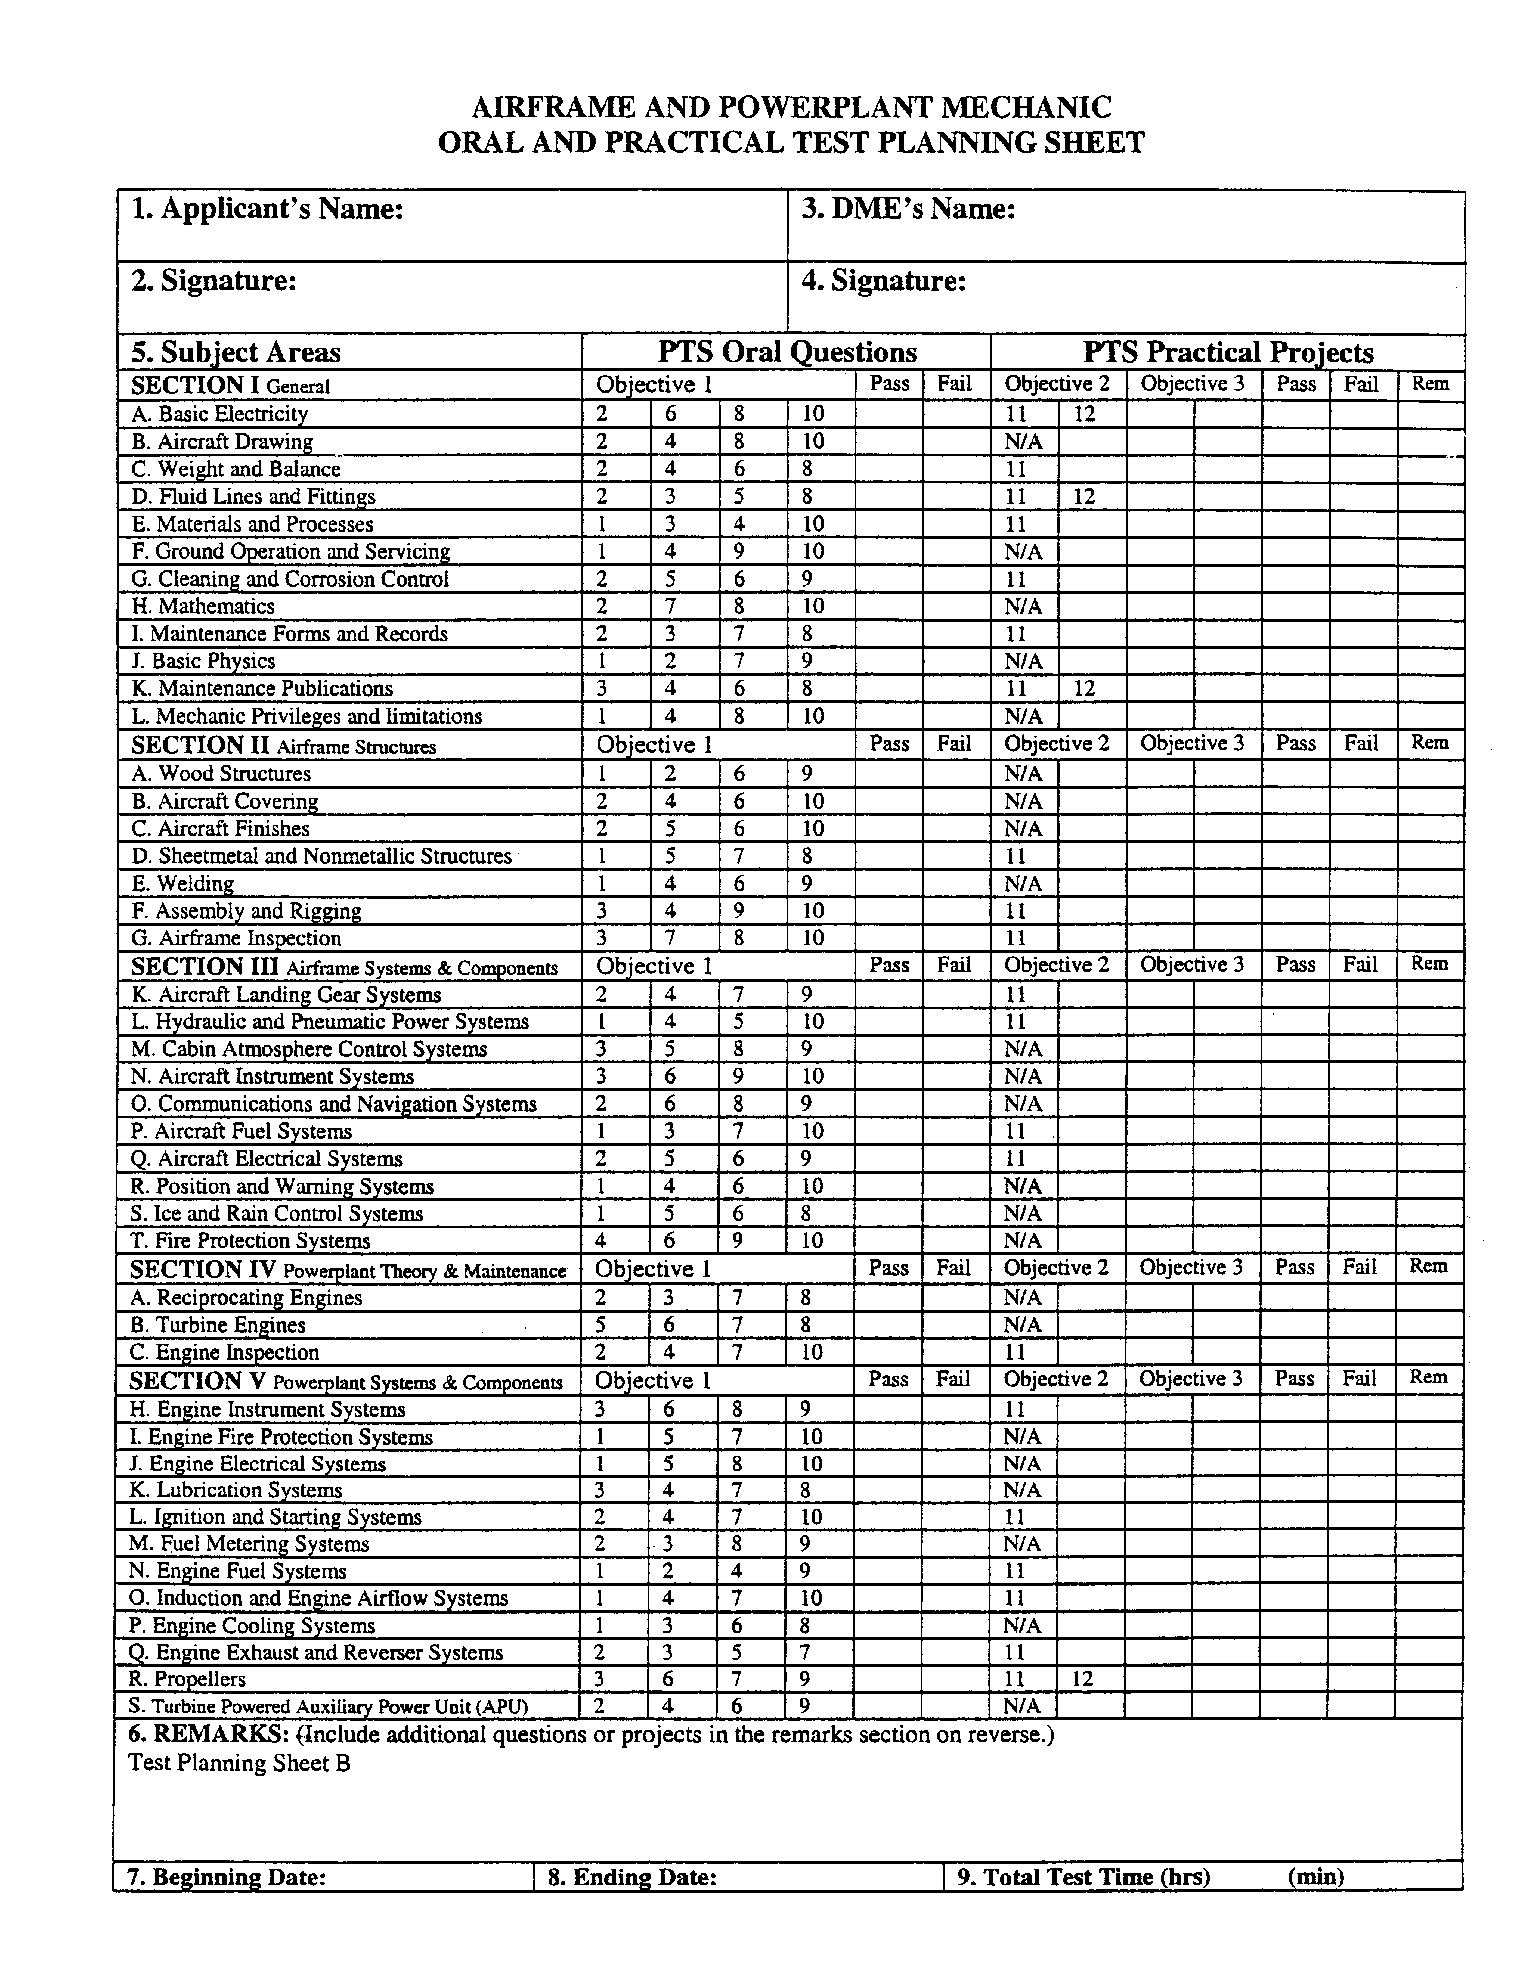 AIRFRAME AND POWERPLANT MECHANIC
ORAL AND PRACTICAL TEST PLANNING SHEET
1. Applicant's Name: 3. DME's Name:
2. Signature: 4. Signature:
5. Subject Areas PTS Oral Questions PTS Practical Projects
SECTION I General Objective 1 Pass Fail Objective 2 Objective 3 Pass Fail Rem
A. Basic Electricity 2 6 8 10 11 12
B. Aircraft Drawing 2 4 8 10 N/A
C. Weight and Balance 2 4 6 8 11
D. Fluid Lines and Fittings 2 3 5 8 11 12
E. Materials and Processes 1 3 4 10 11
F. Ground Operation and Servicing 1 4 9 10 N/A
G. Cleaning and Corrosion Control 2 5 6 9 11
H. Mathematics 2 7 8 10 N/A
I. Maintenance Forms and Records 2 3 7 8 11
J. Basic Physics 1 2 7 9 N/A
K. Maintenance Publications 3 4 6 8 11 12
L. Mechanic Privileges and limitations 1 4 8 10 N/A
SECTION II Airframe Structures Objective 1 Pass Fail Objective 2 Objective 3 Pass Fail Rem
A. Wood Structures 1 2 6 9 N/A
B. Aircraft Covering 2 4 6 10 N/A
C. Aircraft Finishes 2 5 6 10 N/A
D. Sheetmetal and Nonmetallic Structures 1 5 7 8 11
E. Welding 1 4 6 9 N/A
F. Assembly and Rigging 3 4 9 10 11
G. Airframe Inspection 3 7 8 10 11
SECTION III Airframe Systems & Components Objective 1 Pass Fail Objective 2 Objective 3 Pass Fail Rem
K. Aircraft Landing Gear Systems 2 4 7 9 11
L. Hydraulic and Pneumatic Power Systems 1 4 5 10 11
M. Cabin Atmosphere Control Systems 3 5 8 9 N/A
N. Aircraft Instrument Systems 3 6 9 10 N/A
O. Communications and Navigation Systems 2 6 8 9 N/A
P. Aircraft Fuel Systems 1 3 7 10 11
Q. Aircraft Electrical Systems 2 5 6 9 11
R. Position and Warning Systems 1 4 6 10 N/A
S. Ice and Rain Control Systems 1 5 6 8 N/A
T. Fire Protection Systems 4 6 9 10 N/A
SECTION IV Powerplant Theory & Maintenance Objective 1 Pass Fail Objective 2 Objective 3 Pass Fail Rem
A. Reciprocating Engines 2 3 7 8 N/A
B. Turbine Engines 5 6 7 8 N/A
C. Engine Inspection 2 4 7 10 11
SECTION V Powerplant Systems & Components Objective 1 Pass Fail Objective 2 Objective 3 Pass Fail Rem
H. Engine Instrument Systems 3 6 8 9 11
I. Engine Fire Protection Systems 1 5 7 10 N/A
J. Engine Electrical Systems 1 5 8 10 N/A
K. Lubrication Systems 3 4 7 8 N/A
L. Ignition and Starting Systems 2 4 7 10 11
M. Fuel Metering Systems 2 3 8 9 N/A
N. Engine Fuel Systems 1 2 4 9 11
O. Induction and Engine Airflow Systems 1 4 7 10 11
P. Engine Cooling Systems 1 3 6 8 N/A
Q. Engine Exhaust and Reverser Systems 2 3 5 7 11
R. Propellers 3 6 7 9 11 12
S. Turbine Powered Auxiliary Power Unit (APU) 2 4 6 9 N/A
6. REMARKS: (Include additional questions or projects in the remarks section on reverse.)
Test Planning Sheet B
7. Beginning Date: 8. Ending Date: 9. Total Test Time (hrs) (min)